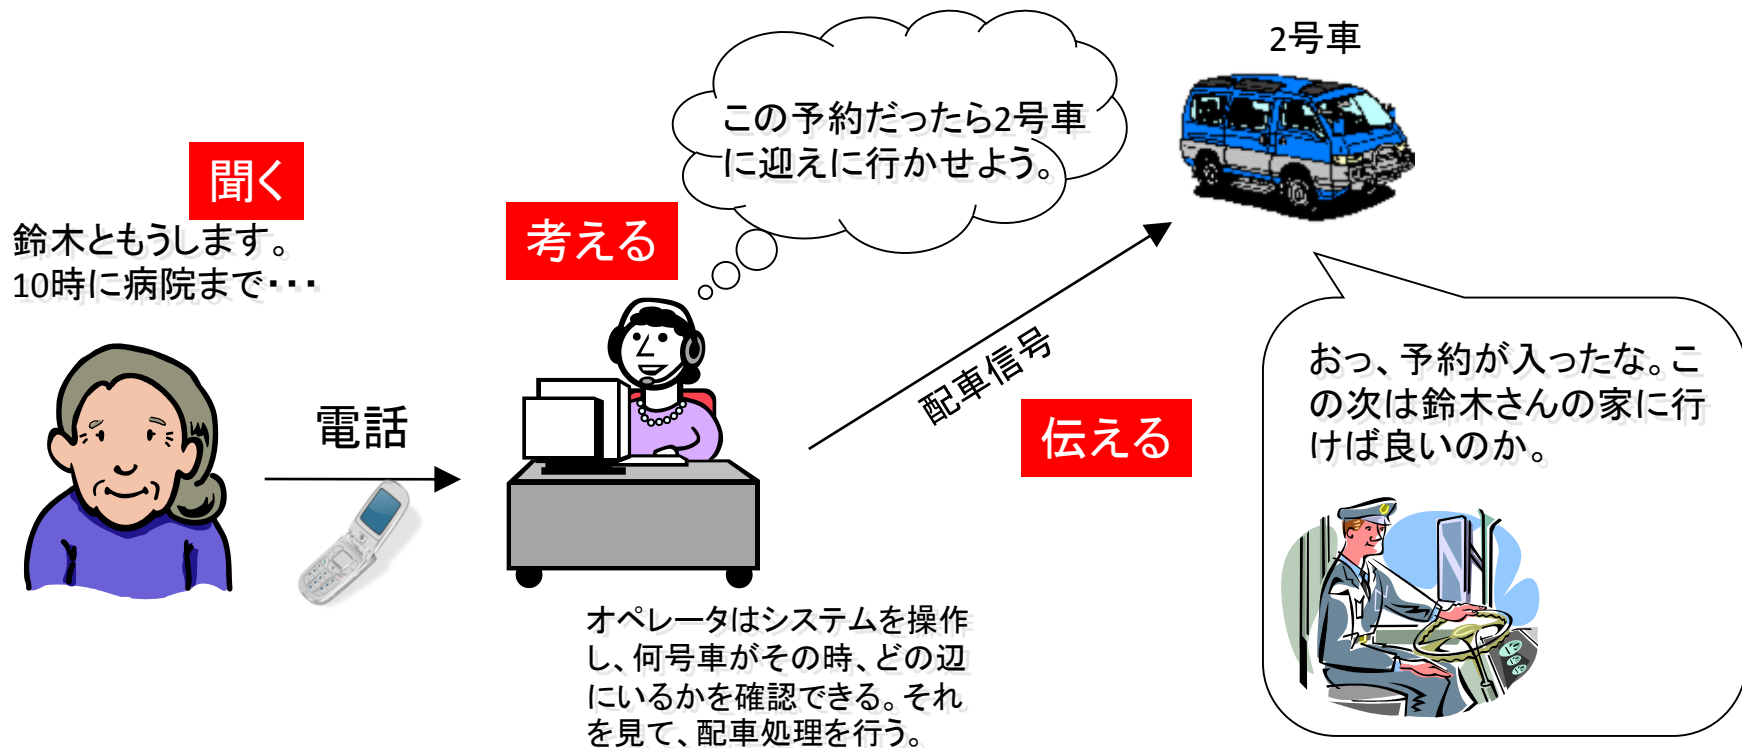 聞く
鈴木ともうします。
10時に病院まで・・・
電話
考える
この予約だったら2号車
に迎えに行かせよう。
オペレータはシステムを操作
し、何号車がその時、どの辺
にいるかを確認できる。それ
を見て、配車処理を行う。
配車信号
伝える
2号車
おっ、予約が入ったな。こ
の次は鈴木さんの家に行
けば良いのか。